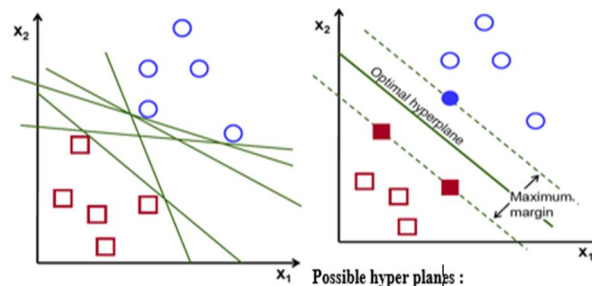 x2
x1
x2
Optimal hyperplane
Maximum
margin
x1
Possible hyper planes :